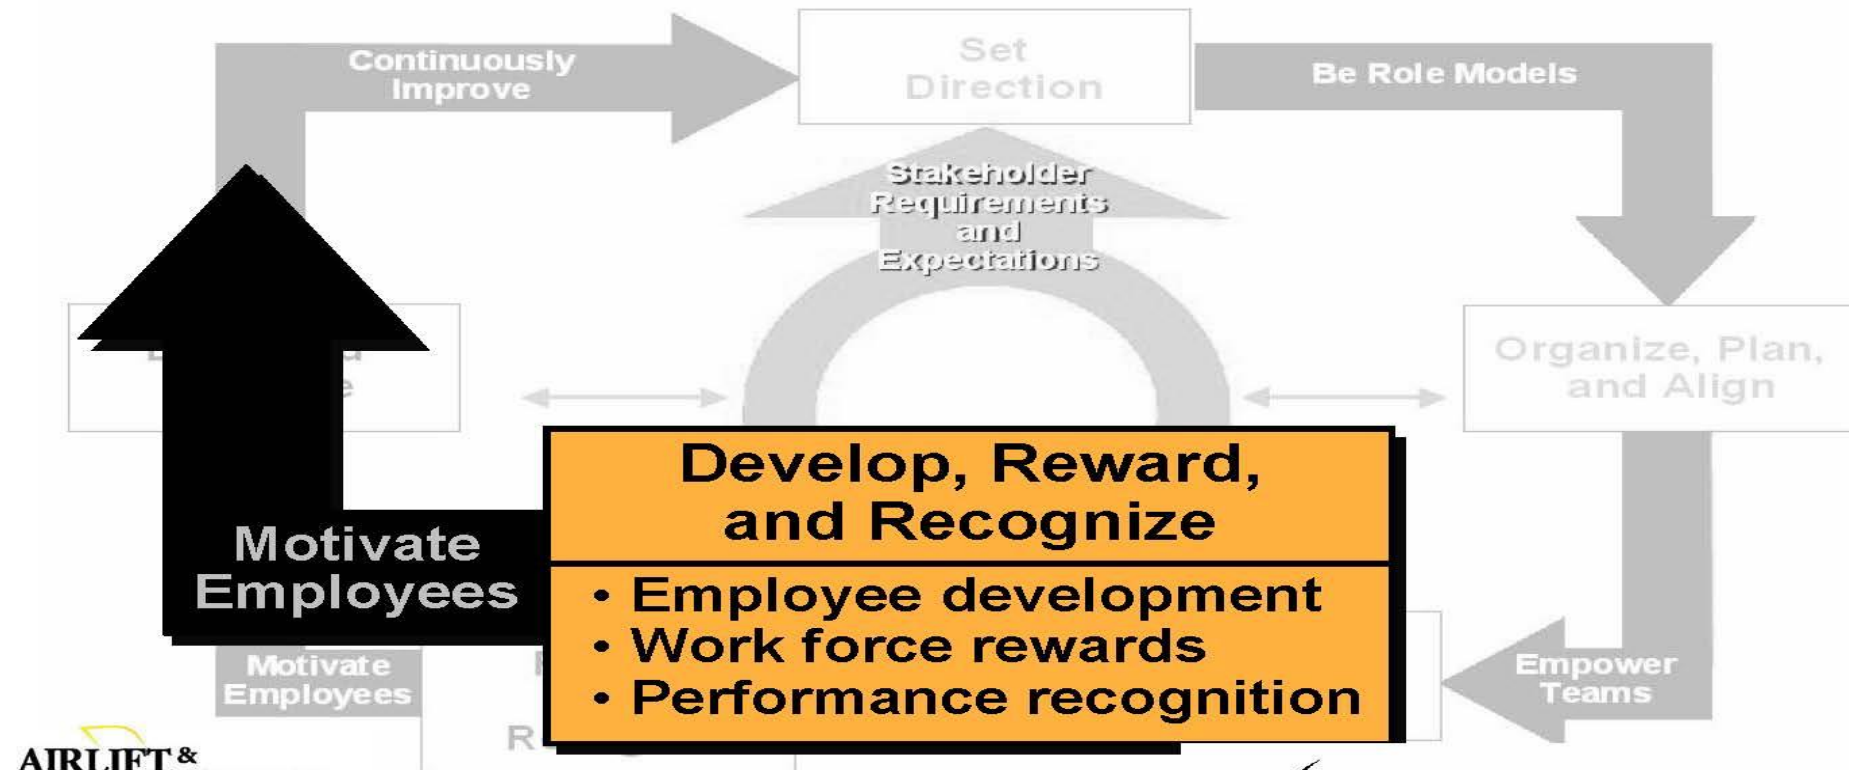 Continuously
Improve
Set
Direction
Be Role Models
Stakeholder
Requirements
and
Expectations
Organize, Plan,
and Align
Develop, Reward,
and Recognize
Motivate
Employees
• Employee development
• Work force rewards
• Performance recognition
Motivate
Employees
Empower
Teams
AIRLIFT &